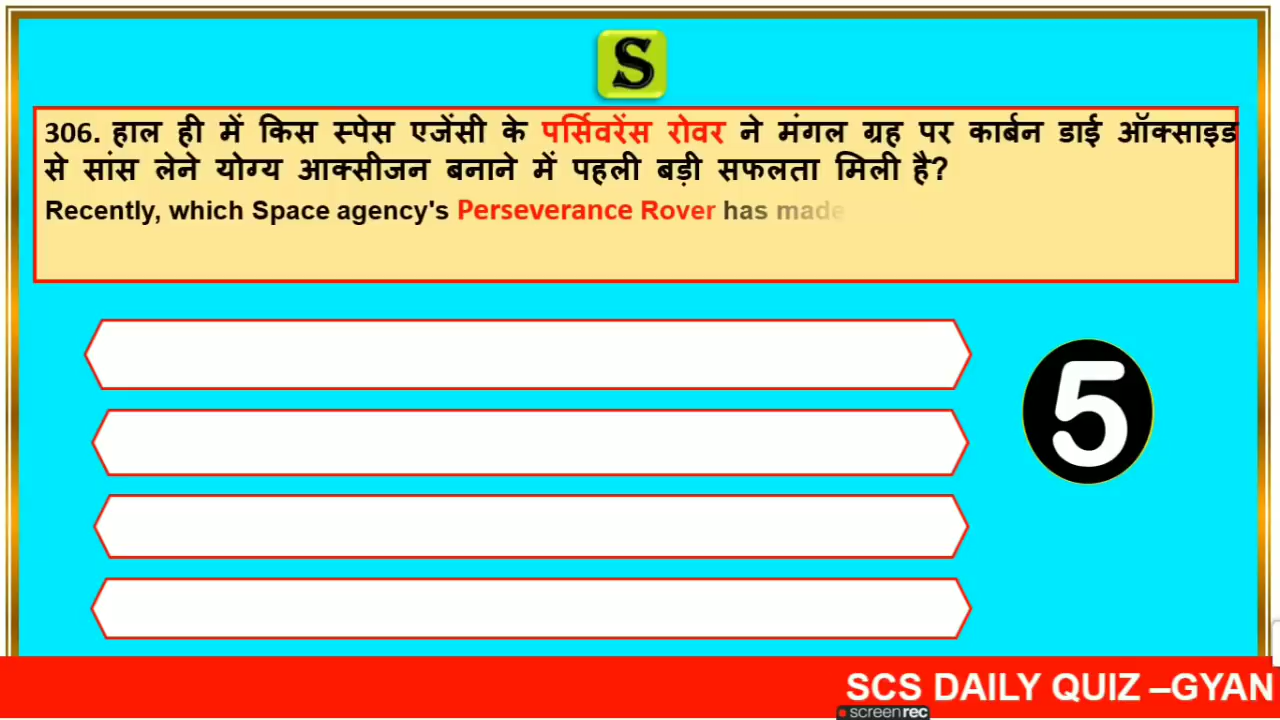 S
306. हाल ही में किस स्पेस एजेंसी के पर्सिवरेंस रोवर ने मंगल ग्रह पर कार्बन डाई ऑक्साइड
से सांस लेने योग्य आक्सीजन बनाने में पहली बड़ी सफलता मिली है?
Recently, which Space agency's Perseverance Rover has made
5
SCS DAILY QUIZ –GYAN
screenrec